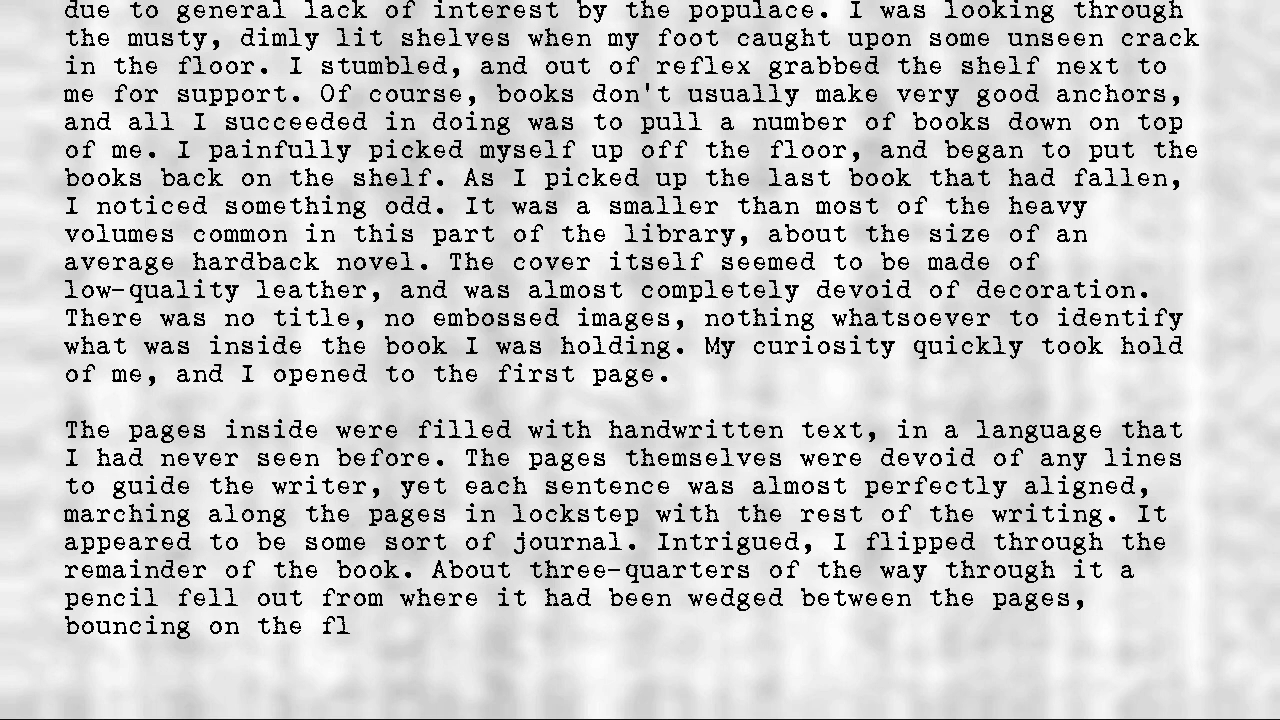 due to general lack of interest by the populace. I was looking through
the musty, dimly lit shelves when my foot caught upon some unseen crack
in the floor. I stumbled, and out of reflex grabbed the shelf next to
me for support. Of course, books don't usually make very good anchors,
and all I succeeded in doing was to pull a number of books down on top
of me. I painfully picked myself up off the floor, and began to put the
books back on the shelf. As I picked up the last book that had fallen,
I noticed something odd. It was a smaller than most of the heavy
volumes common in this part of the library, about the size of an
average hardback novel. The cover itself seemed to be made of
low-quality leather, and was almost completely devoid of decoration.
There was no title, no embossed images, nothing whatsoever to identify
what was inside the book I was holding. My curiosity quickly took hold
of me, and I opened to the first page.

The pages inside were filled with handwritten text, in a language that
I had never seen before. The pages themselves were devoid of any lines
to guide the writer, yet each sentence was almost perfectly aligned,
marching along the pages in lockstep with the rest of the writing. It
appeared to be some sort of journal. Intrigued, I flipped through the
remainder of the book. About three-quarters of the way through it a
pencil fell out from where it had been wedged between the pages,
bouncing on the fl